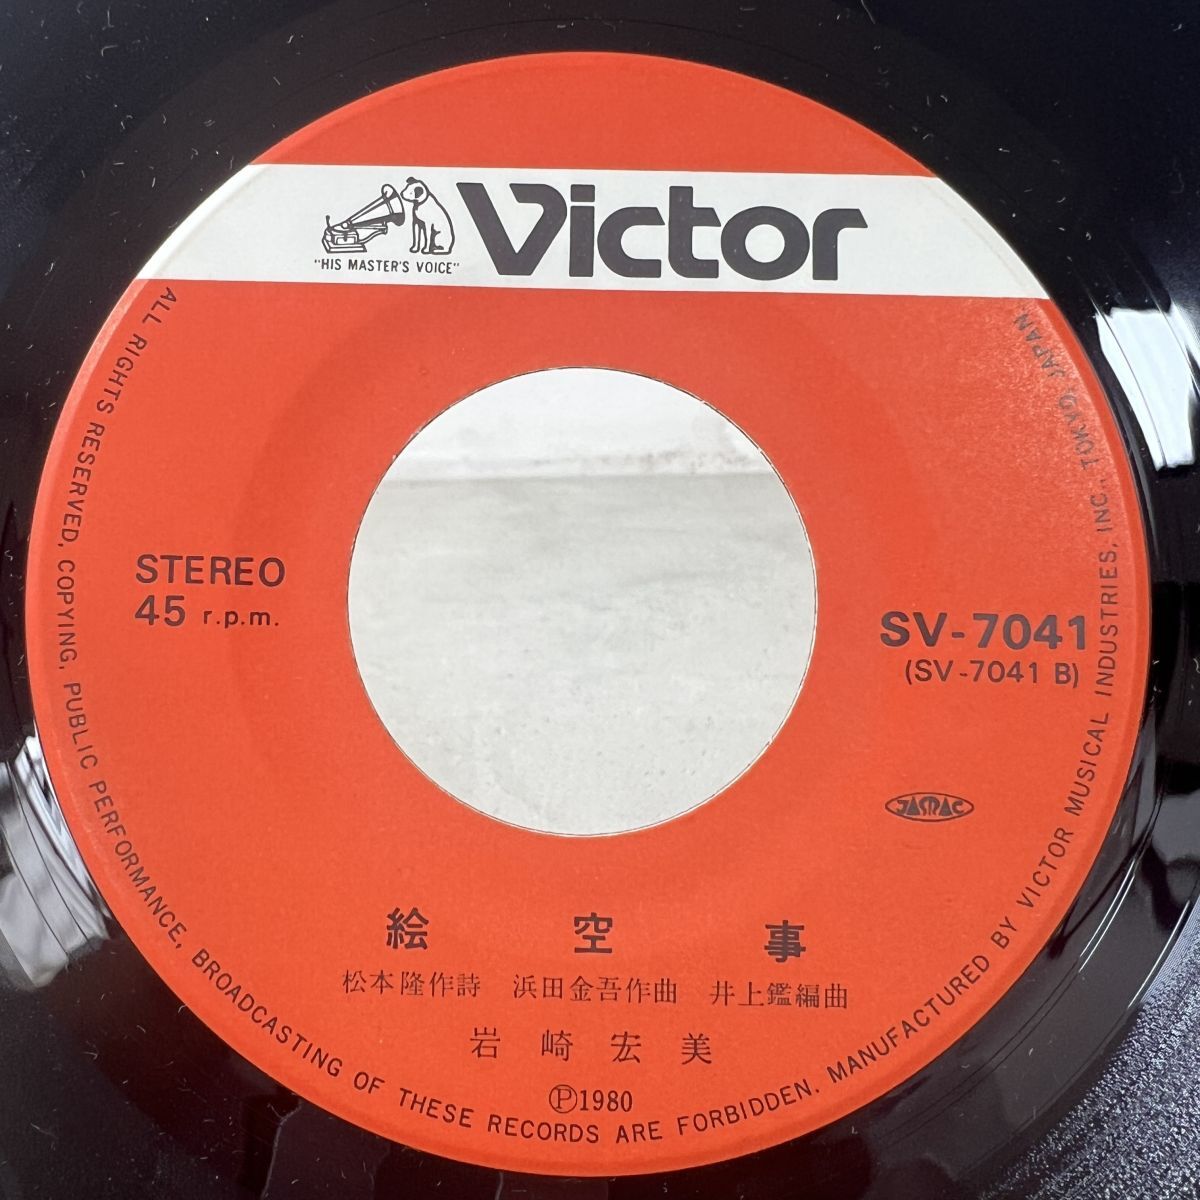 "HIS MASTER'S VOICE"
Victor
STEREO
45 r.p.m.
SV-7041
(SV-7041 B)
JASRAC
絵 空 事
松本隆作詩 浜田金吾作曲 井上鑑編曲
岩 崎 宏 美
Ⓟ1980
ALL RIGHTS RESERVED, COPYING, PUBLIC PERFORMANCE, BROADCASTING OF THESE RECORDS ARE FORBIDDEN. MANUFACTURED BY VICTOR MUSICAL INDUSTRIES, INC., TOKYO, JAPAN